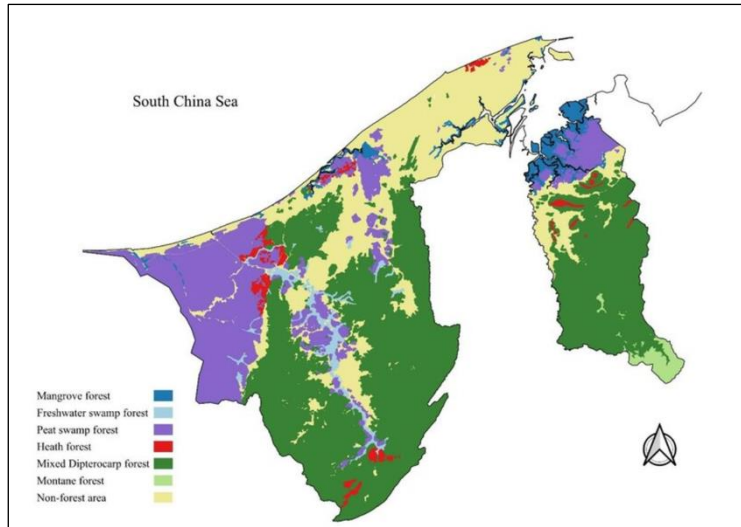 South China Sea
Mangrove forest
Freshwater swamp forest
Peat swamp forest
Heath forest
Mixed Dipterocarp forest
Montane forest
Non-forest area